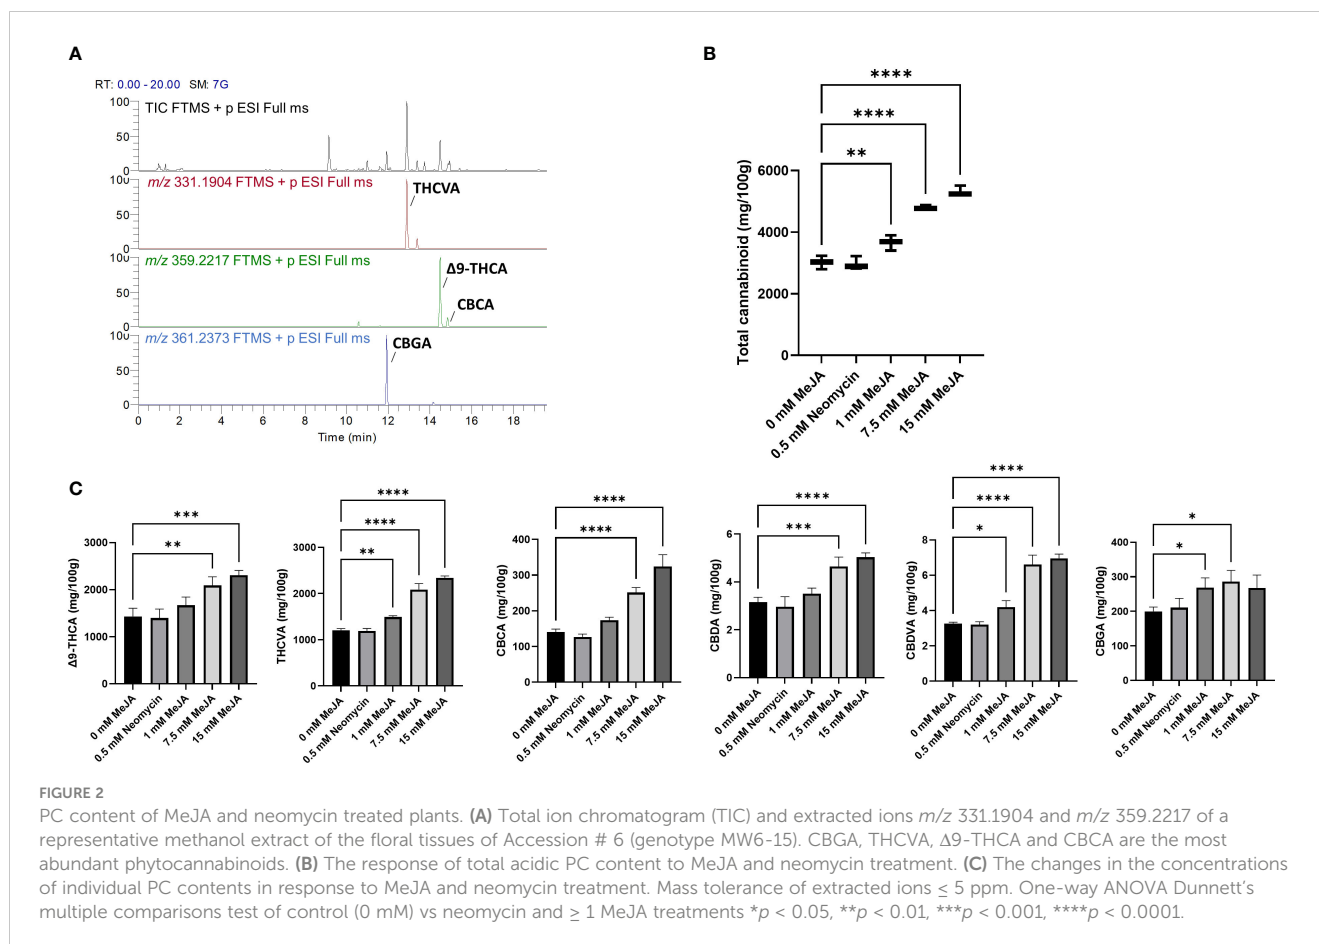 A
RT: 0.00 - 20.00 SM: 7G
100
50
0
TIC FTMS + p ESI Full ms
100
50
0
m/z 331.1904 FTMS + p ESI Full ms
THCVA
100
50
0
m/z 359.2217 FTMS + p ESI Full ms
Δ9-THCA
CBCA
100
50
0
m/z 361.2373 FTMS + p ESI Full ms
CBGA
0 2 4 6 8 10 12 14 16 18
Time (min)
B
****
****
**
Total cannabinoid (mg/100g)
6000
4000
2000
0
0 mM MeJA
0.5 mM Neomycin
1 mM MeJA
7.5 mM MeJA
15 mM MeJA
C
***
**
Δ9-THCA (mg/100g)
3000
2000
1000
0
0 mM MeJA
0.5 mM Neomycin
1 mM MeJA
7.5 mM MeJA
15 mM MeJA
****
****
**
THCVA (mg/100g)
3000
2000
1000
0
0 mM MeJA
0.5 mM Neomycin
1 mM MeJA
7.5 mM MeJA
15 mM MeJA
****
****
CBCA (mg/100g)
400
300
200
100
0
0 mM MeJA
0.5 mM Neomycin
1 mM MeJA
7.5 mM MeJA
15 mM MeJA
****
***
CBDA (mg/100g)
6
4
2
0
0 mM MeJA
0.5 mM Neomycin
1 mM MeJA
7.5 mM MeJA
15 mM MeJA
****
****
*
CBDVA (mg/100g)
8
6
4
2
0
0 mM MeJA
0.5 mM Neomycin
1 mM MeJA
7.5 mM MeJA
15 mM MeJA
*
*
CBGA (mg/100g)
400
300
200
100
0
0 mM MeJA
0.5 mM Neomycin
1 mM MeJA
7.5 mM MeJA
15 mM MeJA
FIGURE 2
PC content of MeJA and neomycin treated plants. (A) Total ion chromatogram (TIC) and extracted ions m/z 331.1904 and m/z 359.2217 of a
representative methanol extract of the floral tissues of Accession # 6 (genotype MW6-15). CBGA, THCVA, Δ9-THCA and CBCA are the most
abundant phytocannabinoids. (B) The response of total acidic PC content to MeJA and neomycin treatment. (C) The changes in the concentrations
of individual PC contents in response to MeJA and neomycin treatment. Mass tolerance of extracted ions ≤ 5 ppm. One-way ANOVA Dunnett's
multiple comparisons test of control (0 mM) vs neomycin and ≥ 1 MeJA treatments *p < 0.05, **p < 0.01, ***p < 0.001, ****p < 0.0001.